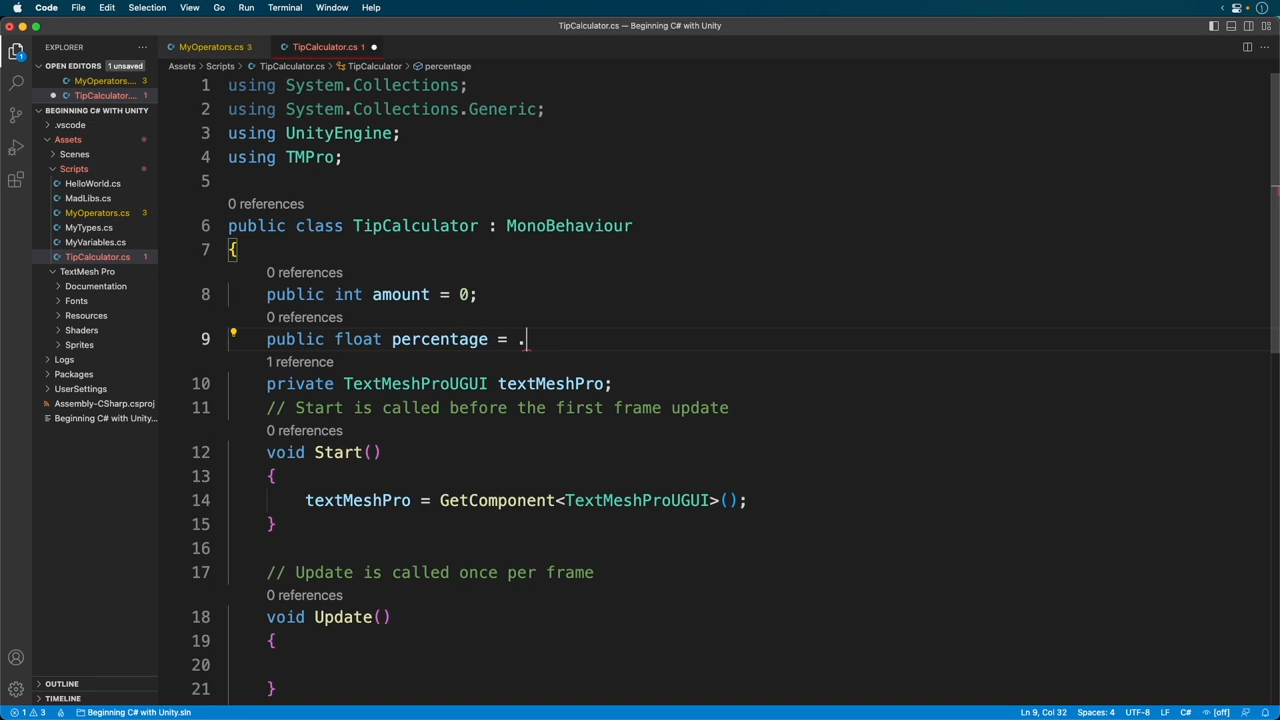 Code File Edit Selection View Go Run Terminal Window Help
TipCalculator.cs — Beginning C# with Unity
EXPLORER
MyOperators.cs 3
TipCalculator.cs 1
OPEN EDITORS 1 unsaved
Assets > Scripts > TipCalculator.cs > TipCalculator > percentage
MyOperators.... 3
TipCalculator.... 1
BEGINNING C# WITH UNITY
.vscode
Assets
Scenes
Scripts
HelloWorld.cs
MadLibs.cs
MyOperators.cs 3
MyTypes.cs
MyVariables.cs
TipCalculator.cs 1
TextMesh Pro
Documentation
Fonts
Resources
Shaders
Sprites
Logs
Packages
UserSettings
Assembly-CSharp.csproj
Beginning C# with Unity...
OUTLINE
TIMELINE
1 using System.Collections;
2 using System.Collections.Generic;
3 using UnityEngine;
4 using TMPro;
5
0 references
6 public class TipCalculator : MonoBehaviour
7 {
0 references
8 public int amount = 0;
0 references
9 public float percentage = .
1 reference
10 private TextMeshProUGUI textMeshPro;
11 // Start is called before the first frame update
0 references
12 void Start()
13 {
14 textMeshPro = GetComponent<TextMeshProUGUI>();
15 }
16
17 // Update is called once per frame
0 references
18 void Update()
19 {
20
21 }
1 3 Beginning C# with Unity.sln Ln 9, Col 32 Spaces: 4 UTF-8 LF C# [off]